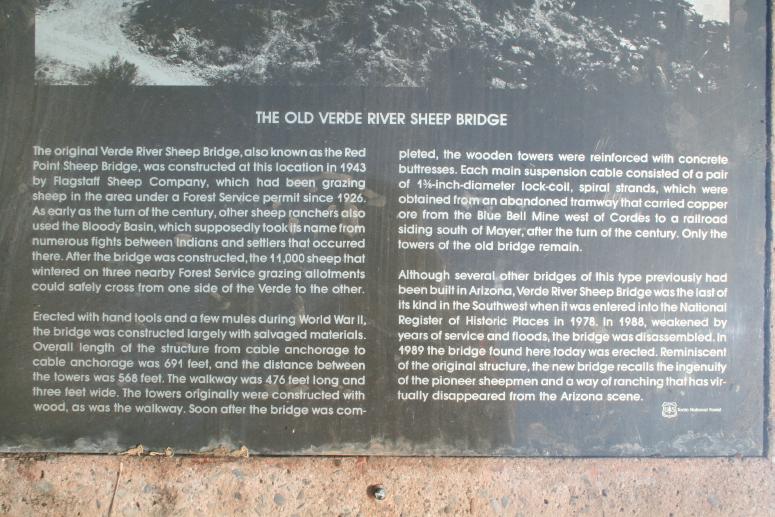 THE OLD VERDE RIVER SHEEP BRIDGE
The original Verde River Sheep Bridge, also known as the Red
Point Sheep Bridge, was constructed at this location in 1943
by Flagstaff Sheep Company, which had been grazing
sheep in the area under a Forest Service permit since 1926.
As early as the turn of the century, other sheep ranchers also
used the Bloody Basin, which supposedly took its name from
numerous fights between Indians and settlers that occurred
there. After the bridge was constructed, the 11,000 sheep that
wintered on three nearby Forest Service grazing allotments
could safely cross from one side of the Verde to the other.
Erected with hand tools and a few mules during World War II,
the bridge was constructed largely with salvaged materials.
Overall length of the structure from cable anchorage to
cable anchorage was 691 feet, and the distance between
the towers was 568 feet. The walkway was 476 feet long and
three feet wide. The towers originally were constructed with
wood, as was the walkway. Soon after the bridge was com-
pleted, the wooden towers were reinforced with concrete
buttresses. Each main suspension cable consisted of a pair
of 1⅜-inch-diameter lock-coil, spiral strands, which were
obtained from an abandoned tramway that carried copper
ore from the Blue Bell Mine west of Cordes to a railroad
siding south of Mayer, after the turn of the century. Only the
towers of the old bridge remain.
Although several other bridges of this type previously had
been built in Arizona, Verde River Sheep Bridge was the last of
its kind in the Southwest when it was entered into the National
Register of Historic Places in 1978. In 1988, weakened by
years of service and floods, the bridge was disassembled. In
1989 the bridge found here today was erected. Reminiscent
of the original structure, the new bridge recalls the ingenuity
of the pioneer sheepmen and a way of ranching that has vir-
tually disappeared from the Arizona scene.
Tonto National Forest